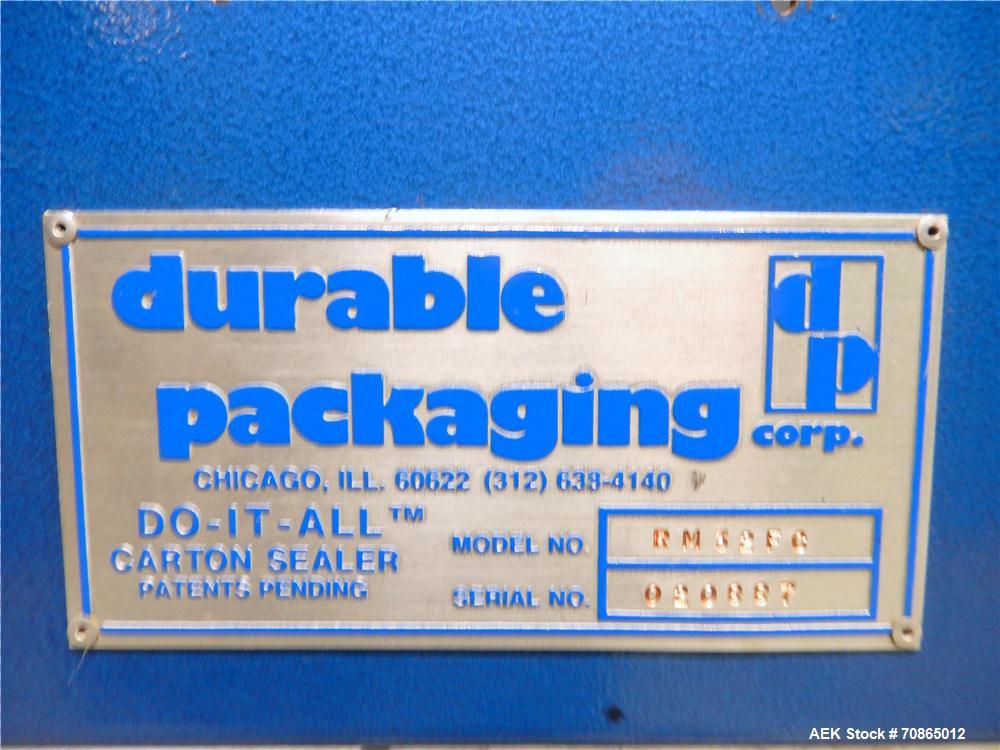 durable
packaging
dp
corp.
CHICAGO, ILL. 60622 (312) 638-4140
DO-IT-ALL™
CARTON SEALER
PATENTS PENDING
MODEL NO.
SERIAL NO.
AEK Stock # 70865012